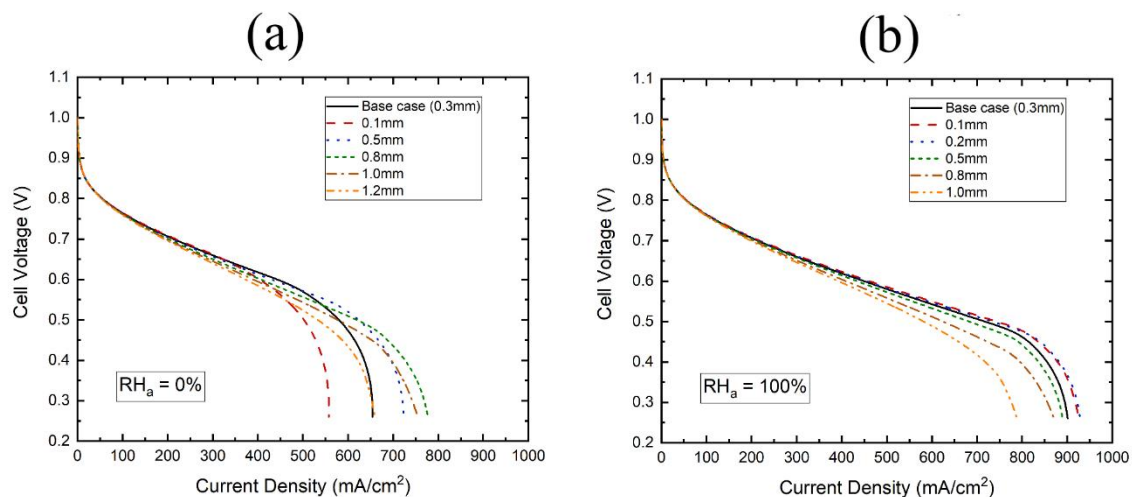 (a)
1.1
1.0
0.9
0.8
0.7
0.6
0.5
0.4
0.3
0.2
Cell Voltage (V)
Base case (0.3mm)
0.1mm
0.5mm
0.8mm
1.0mm
1.2mm
RHa = 0%
0 100 200 300 400 500 600 700 800 900 1000
Current Density (mA/cm²)
(b)
1.1
1.0
0.9
0.8
0.7
0.6
0.5
0.4
0.3
0.2
Cell Voltage (V)
Base case (0.3mm)
0.1mm
0.2mm
0.5mm
0.8mm
1.0mm
RHa = 100%
0 100 200 300 400 500 600 700 800 900 1000
Current Density (mA/cm²)